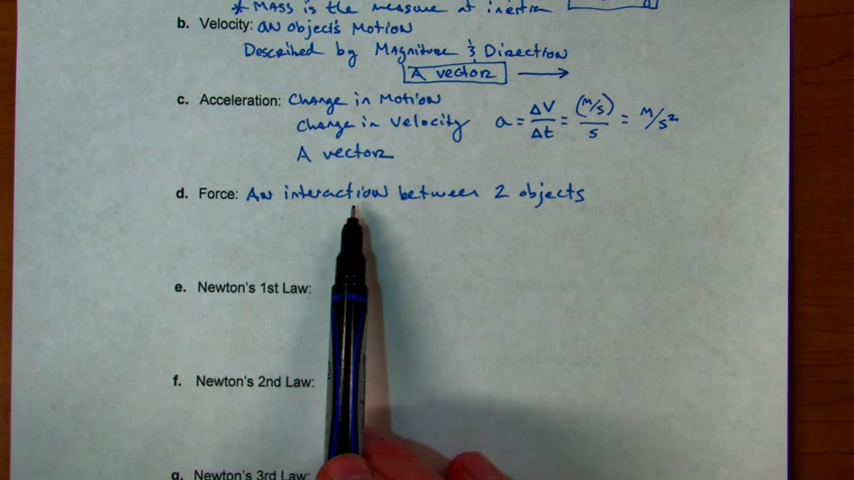 * Mass is the measure of inertia
b. Velocity: an object's Motion
Described by Magnitude & Direction
A vector
c. Acceleration: Change in Motion
change in velocity a = ΔV/Δt = (m/s)/s = m/s²
A vector
d. Force: An interaction between 2 objects
e. Newton's 1st Law:
f. Newton's 2nd Law:
g. Newton's 3rd Law: